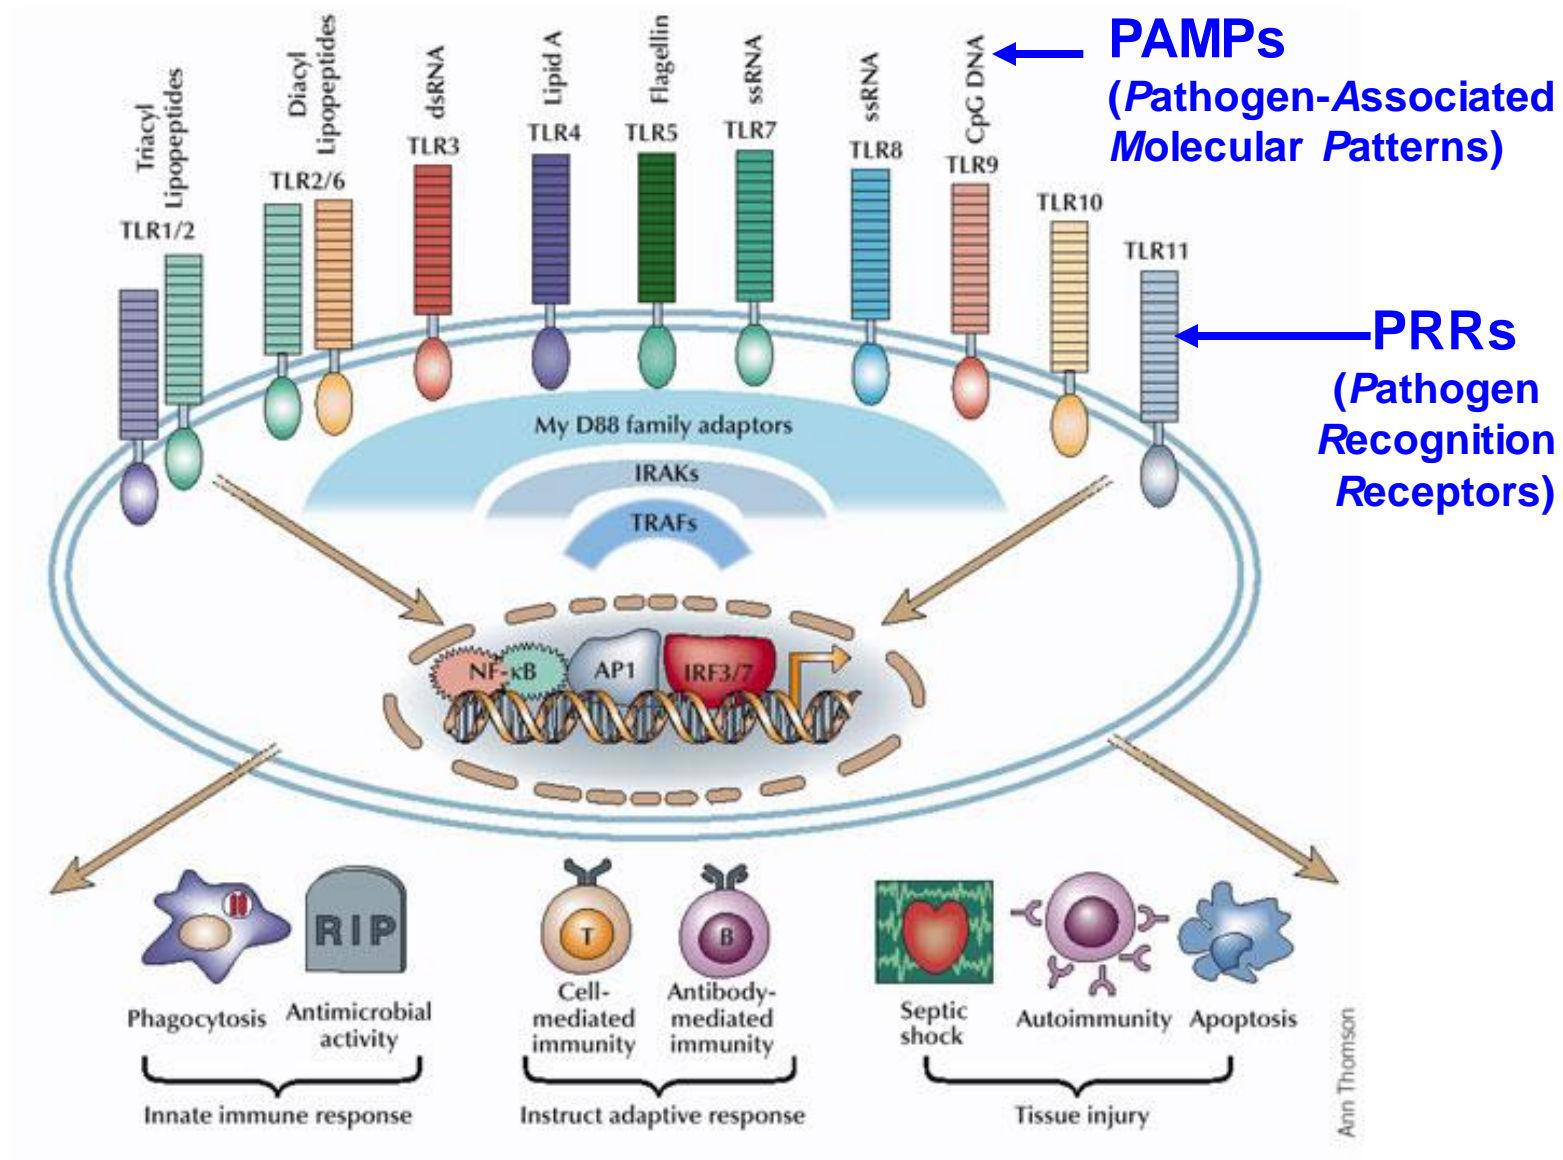 PAMPs
(Pathogen-Associated
Molecular Patterns)
Triacyl
Lipopeptides
TLR1/2
Diacyl
Lipopeptides
TLR2/6
dsRNA
TLR3
Lipid A
TLR4
Flagellin
TLR5
ssRNA
TLR7
ssRNA
TLR8
CpG DNA
TLR9
TLR10
TLR11
PRRs
(Pathogen
Recognition
Receptors)
My D88 family adaptors
IRAKs
TRAFs
NF-κB
AP1
IRF3/7
RIP
T
B
Phagocytosis
Antimicrobial
activity
Cell-
mediated
immunity
Antibody-
mediated
immunity
Septic
shock
Autoimmunity
Apoptosis
Innate immune response
Instruct adaptive response
Tissue injury
Ann Thomson